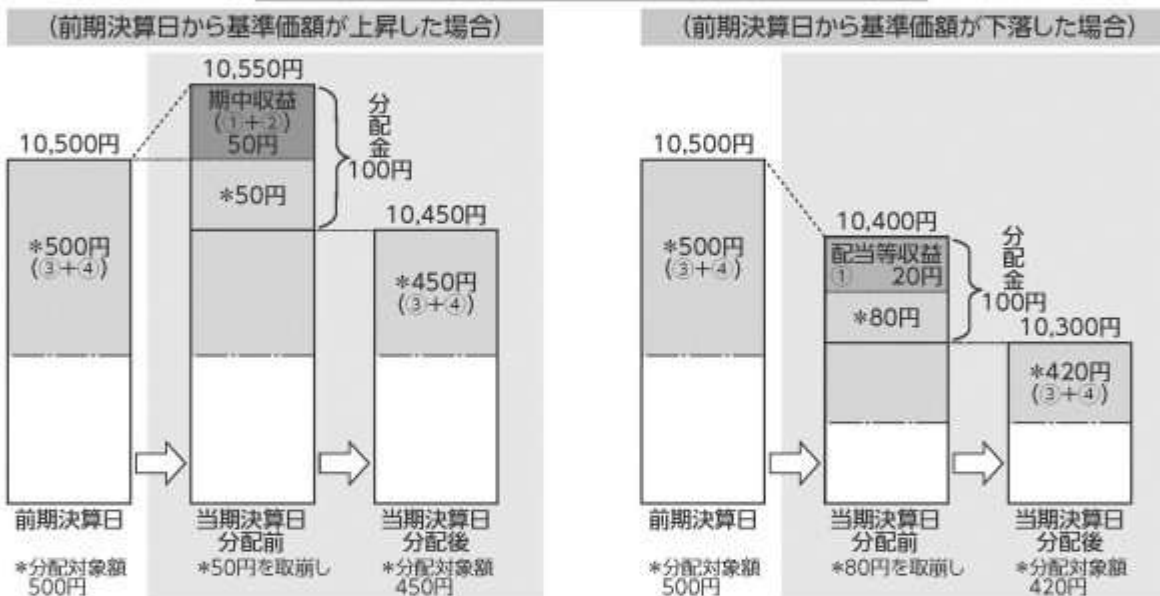 (前期決算日から基準価額が上昇した場合)
10,550円
期中収益
(①+②)
50円
分配金
100円
10,500円
*50円
10,450円
*500円
(③+④)
*450円
(③+④)
前期決算日
当期決算日
分配前
当期決算日
分配後
*分配対象額
500円
*50円を取崩し
*分配対象額
450円
(前期決算日から基準価額が下落した場合)
10,500円
10,400円
*500円
(③+④)
配当等収益
① 20円
分配金
100円
*80円
10,300円
*420円
(③+④)
前期決算日
当期決算日
分配前
当期決算日
分配後
*分配対象額
500円
*80円を取崩し
*分配対象額
420円